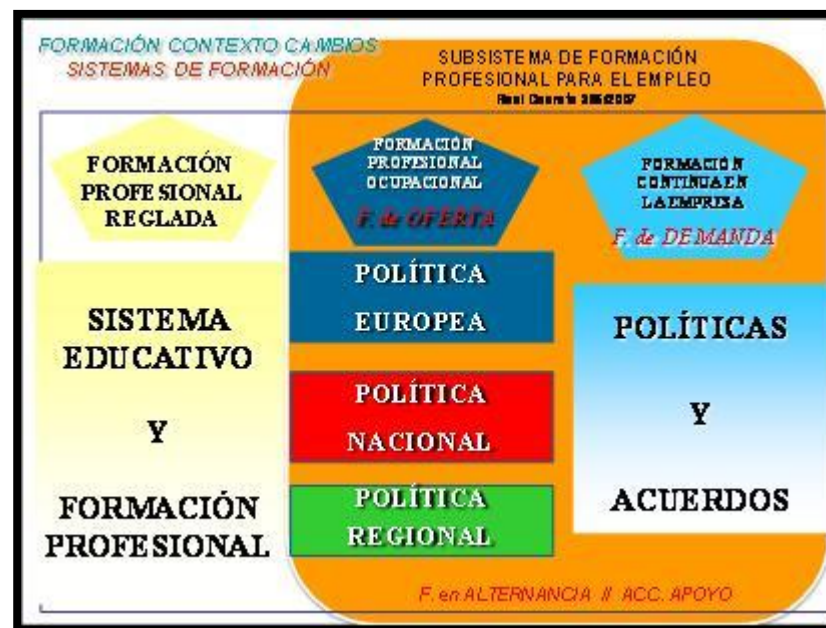 FORMACIÓN CONTEXTO CAMBIOS
SISTEMAS DE FORMACIÓN
SUBSISTEMA DE FORMACIÓN
PROFESIONAL PARA EL EMPLEO
Real Decreto
FORMACIÓN
PROFESIONAL
REGLADA
FORMACIÓN
PROFESIONAL
OCUPACIONAL
F. de OFERTA
FORMACIÓN
CONTINUA EN
LA EMPRESA
F. de DEMANDA
SISTEMA
EDUCATIVO
Y
FORMACIÓN
PROFESIONAL
POLÍTICA
EUROPEA
POLÍTICA
NACIONAL
POLÍTICA
REGIONAL
POLÍTICAS
Y
ACUERDOS
F. en ALTERNANCIA // ACC. APOYO